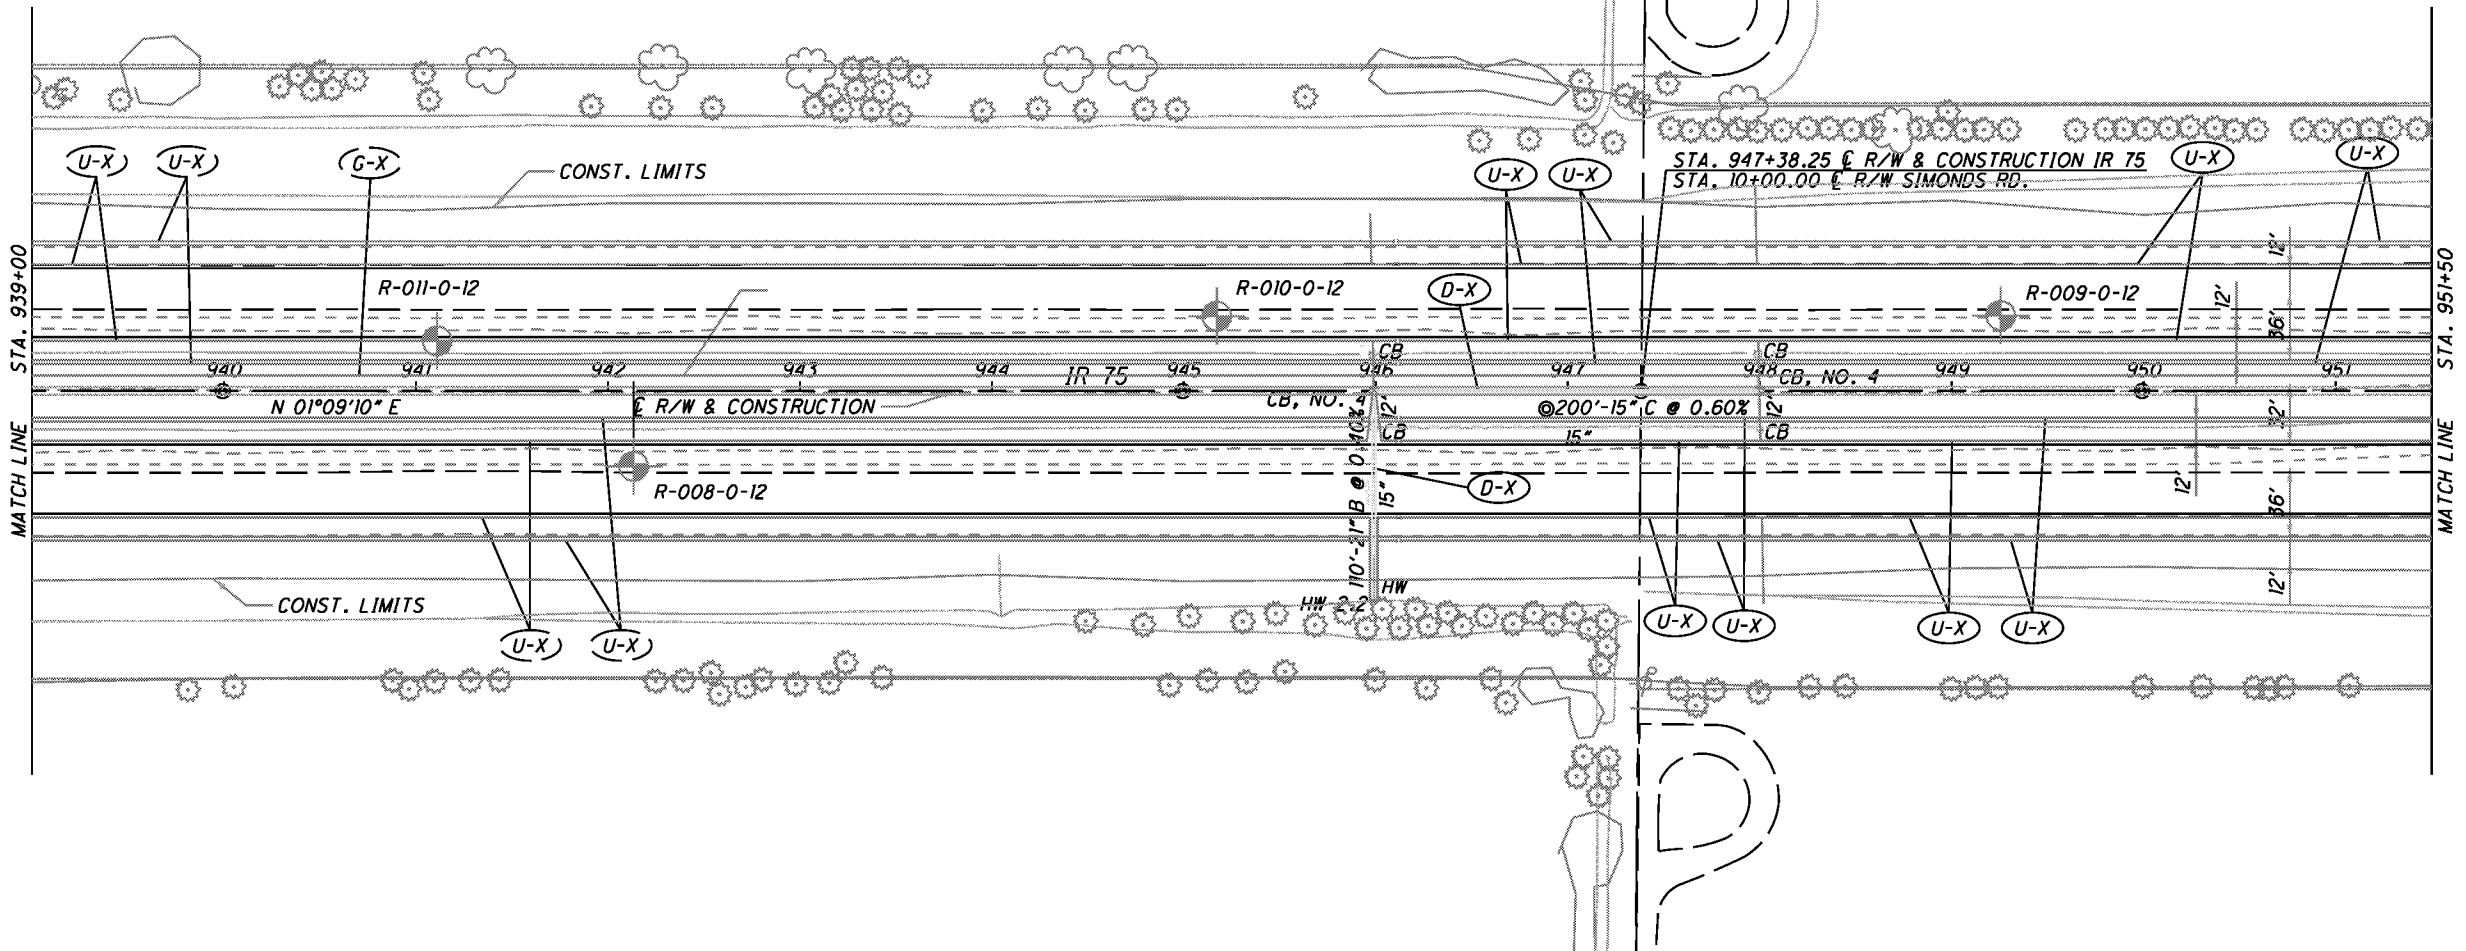 U-X
U-X
G-X
CONST. LIMITS
U-X
U-X
STA. 947+38.25 ℄ R/W & CONSTRUCTION IR 75
STA. 10+00.00 ℄ R/W SIMONDS RD.
U-X
U-X
STA. 939+00
MATCH LINE
R-011-0-12
R-010-0-12
D-X
R-009-0-12
12'
12'
36'
STA. 951+50
MATCH LINE
CB
CB
940
941
942
943
944
945
946
947
948
949
950
951
IR 75
CB, NO. 4
N 01°09'10" E
℄ R/W & CONSTRUCTION
CB, NO. 4
12'
200'-15" C @ 0.60%
12'
32'
CB
15"
CB
R-008-0-12
110'-21" B @ 0.40%
15"
D-X
12'
36'
CONST. LIMITS
HW
HW 2.2
12'
U-X
U-X
U-X
U-X
U-X
U-X